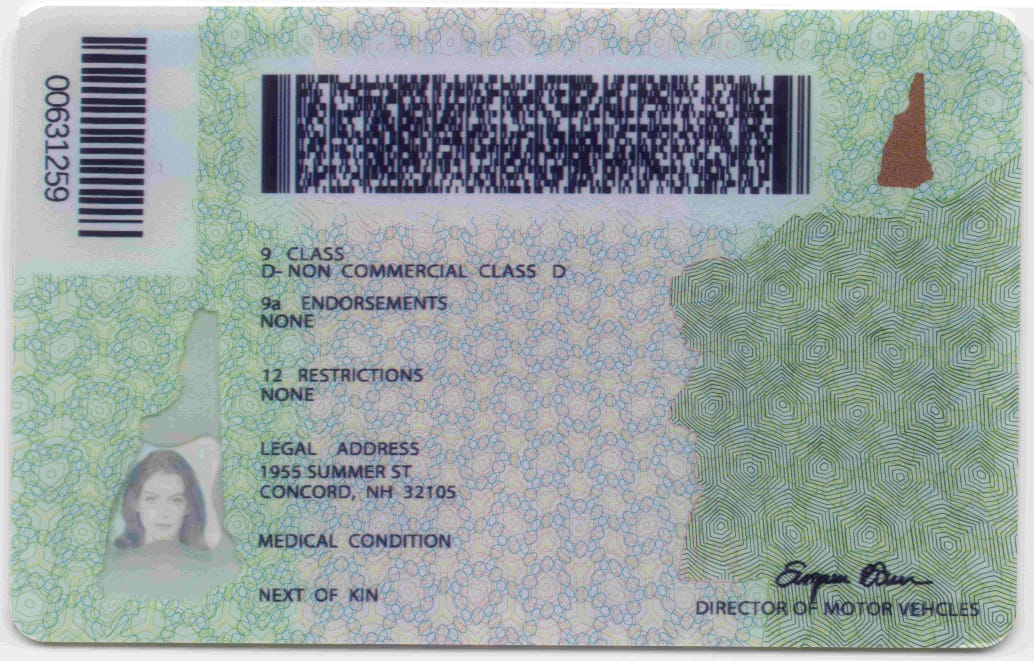 00631259
9 CLASS
D- NON COMMERCIAL CLASS D
9a ENDORSEMENTS
NONE
12 RESTRICTIONS
NONE
LEGAL ADDRESS
1955 SUMMER ST
CONCORD, NH 32105
MEDICAL CONDITION
NEXT OF KIN
DIRECTOR OF MOTOR VEHCLES